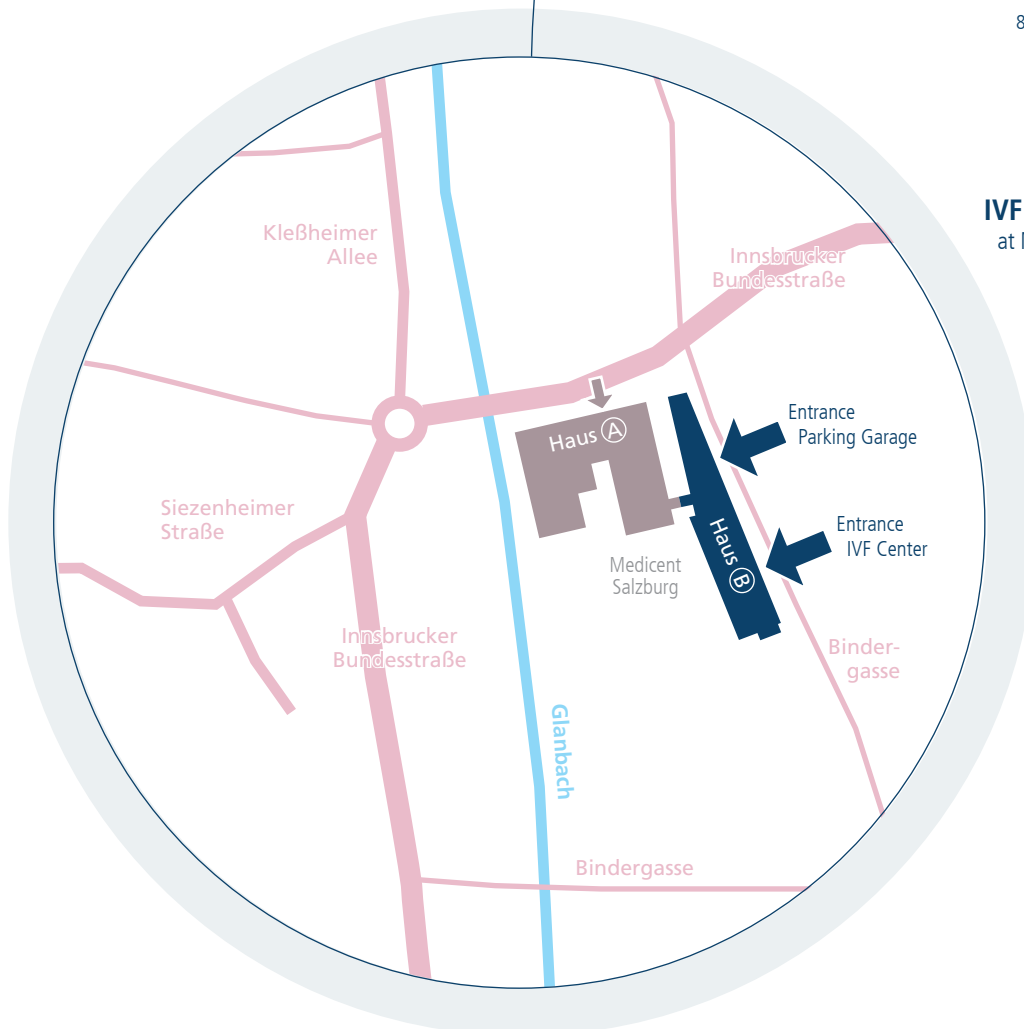 8
IVF
at
Kleßheimer
Allee
Innsbrucker
Bundesstraße
Entrance
Parking Garage
Haus A
Siezenheimer
Straße
Entrance
IVF Center
Haus B
Medicent
Salzburg
Innsbrucker
Bundesstraße
Binder-
gasse
Glanbach
Bindergasse